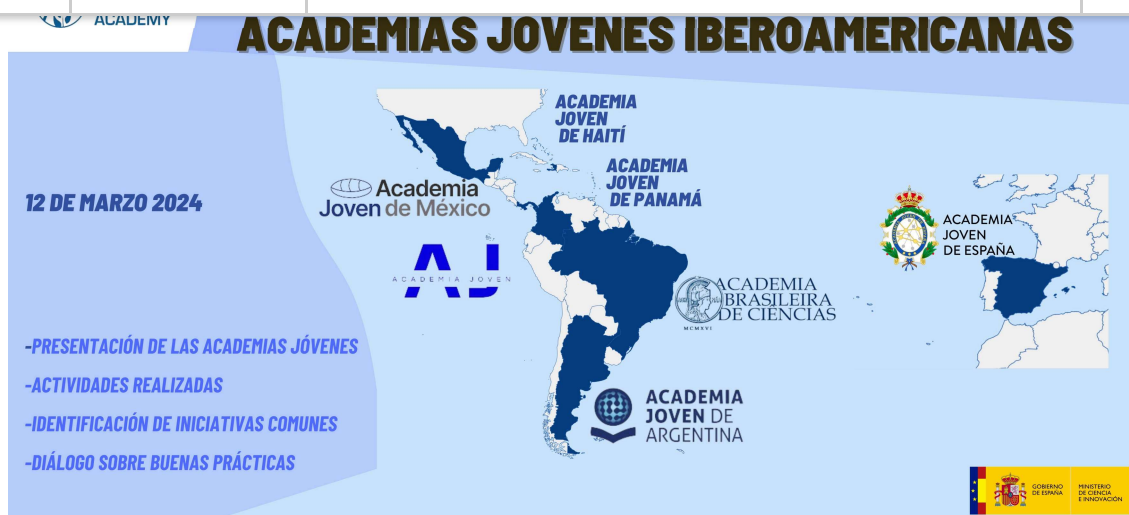 ACADEMY
ACADEMIAS JOVENES IBEROAMERICANAS
ACADEMIA
JOVEN
DE HAITÍ
ACADEMIA
JOVEN
DE PANAMÁ
12 DE MARZO 2024
Academia
Joven de México
AJ
ACADEMIA JOVEN
ACADEMIA
JOVEN
DE ESPAÑA
ACADEMIA
BRASILEIRA
DE CIÊNCIAS
MCMXVI
-PRESENTACIÓN DE LAS ACADEMIAS JÓVENES
-ACTIVIDADES REALIZADAS
-IDENTIFICACIÓN DE INICIATIVAS COMUNES
-DIÁLOGO SOBRE BUENAS PRÁCTICAS
ACADEMIA
JOVEN DE
ARGENTINA
GOBIERNO
DE ESPAÑA
MINISTERIO
DE CIENCIA
E INNOVACIÓN